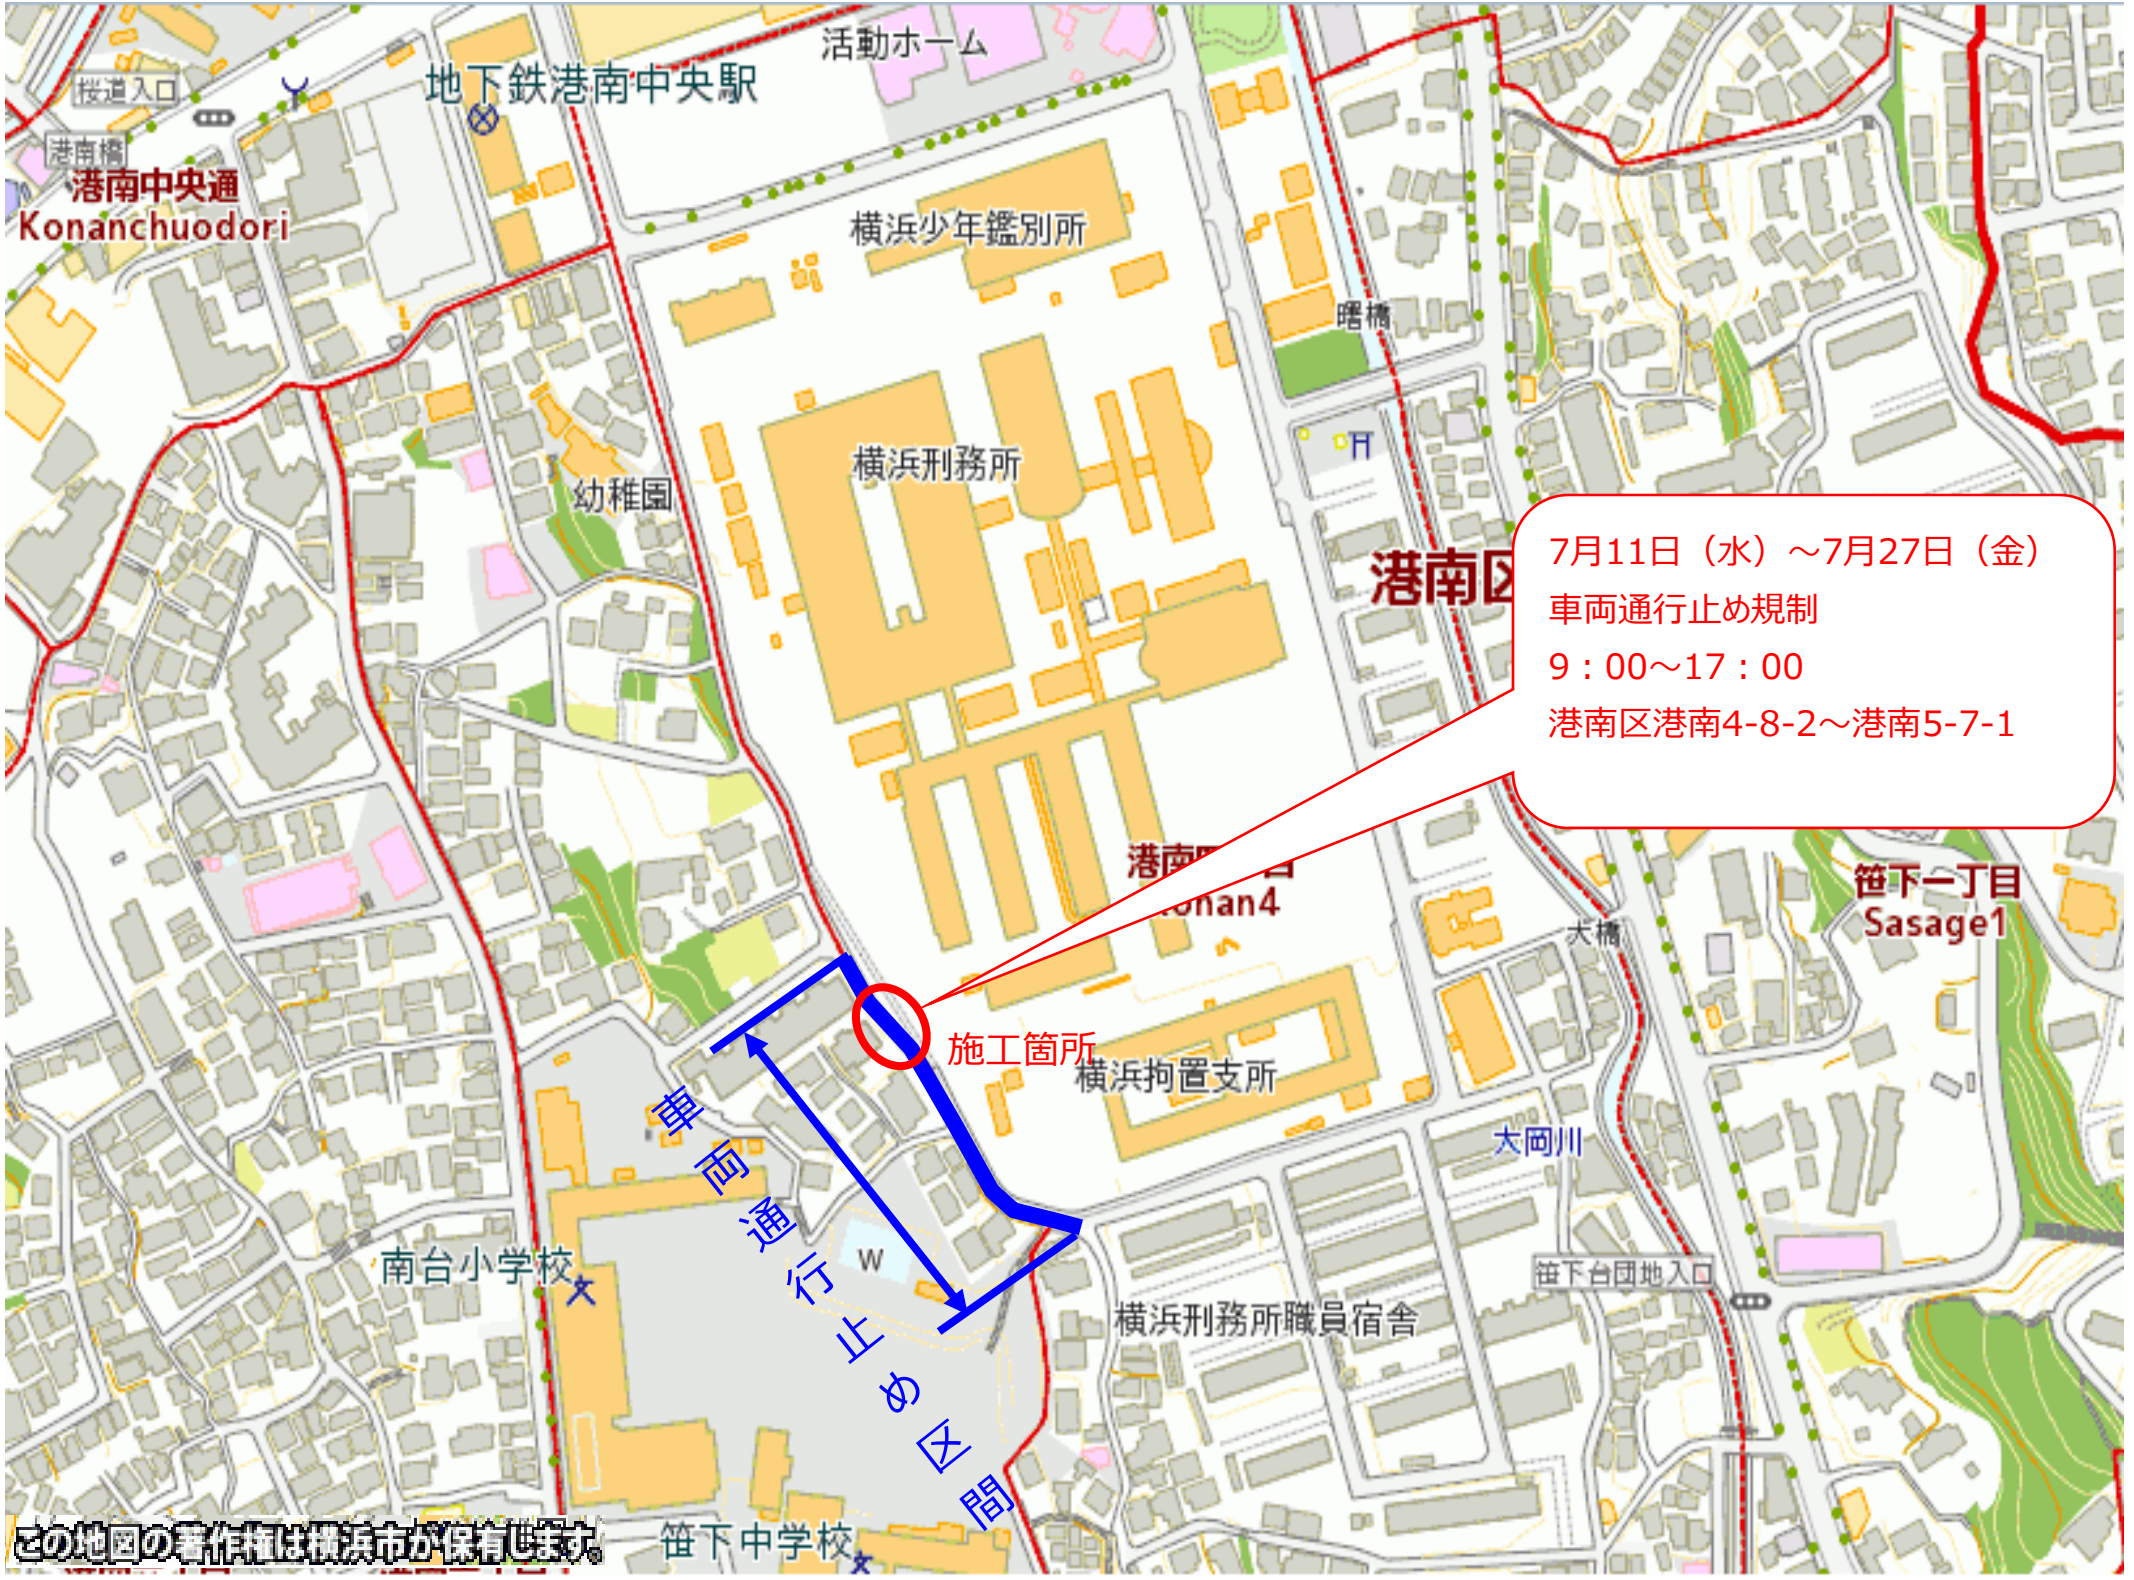 活動ホーム
地下鉄港南中央駅
桜道入口
港南橋
港南中央通
Konanchuodori
横浜少年鑑別所
曙橋
横浜刑務所
幼稚園
港南区
7月11日（水）～7月27日（金）
車両通行止め規制
9：00～17：00
港南区港南4-8-2～港南5-7-1
港南
目
onan4
笹下一丁目
Sasage1
大橋
施工箇所
横浜拘置支所
大岡川
車両通行止め区間
南台小学校
W
笹下台団地入口
横浜刑務所職員宿舎
この地図の著作権は横浜市が保有します。
笹下中学校